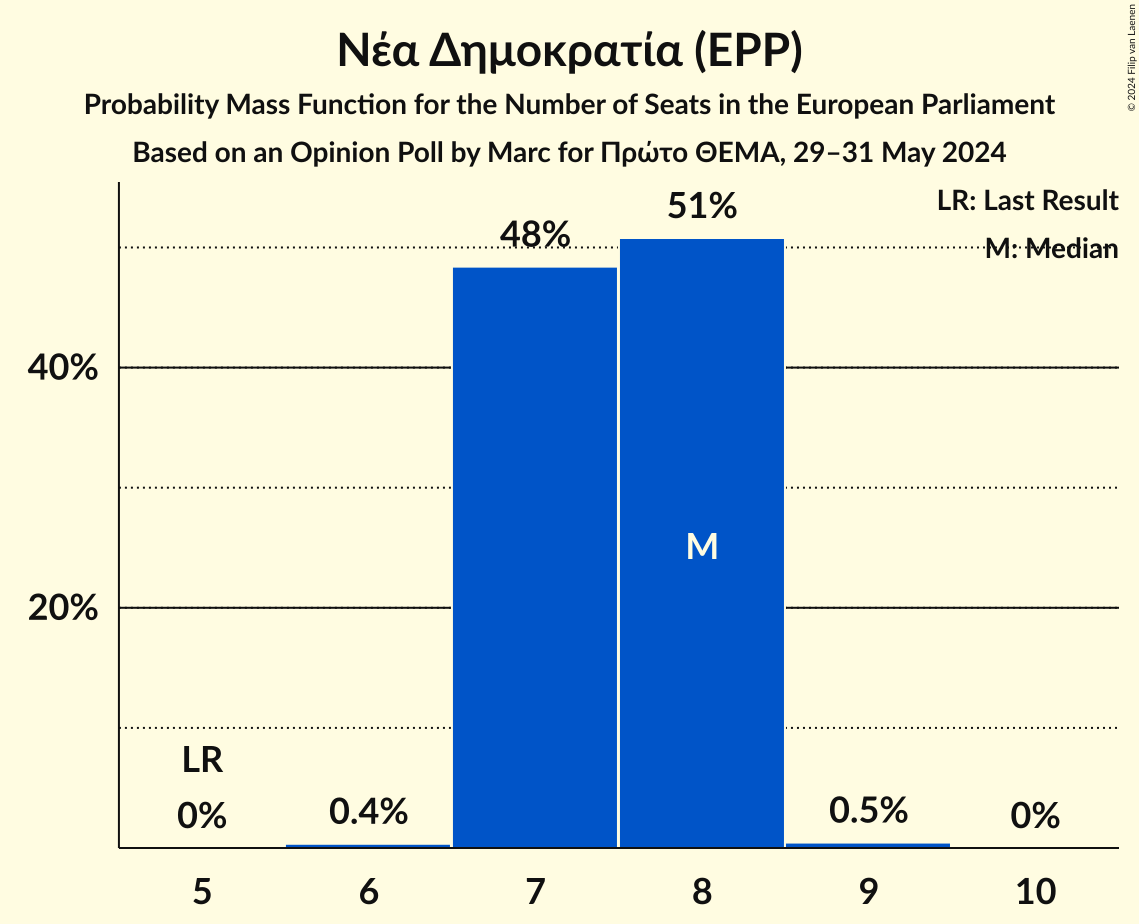 Νέα Δημοκρατία (EPP)
Probability Mass Function for the Number of Seats in the European Parliament
Based on an Opinion Poll by Marc for Πρώτο ΘΕΜΑ, 29–31 May 2024
© 2024 Filip van Laenen
LR: Last Result
M: Median
51%
48%
40%
M
20%
LR
0%
0.4%
0.5%
0%
5 6 7 8 9 10